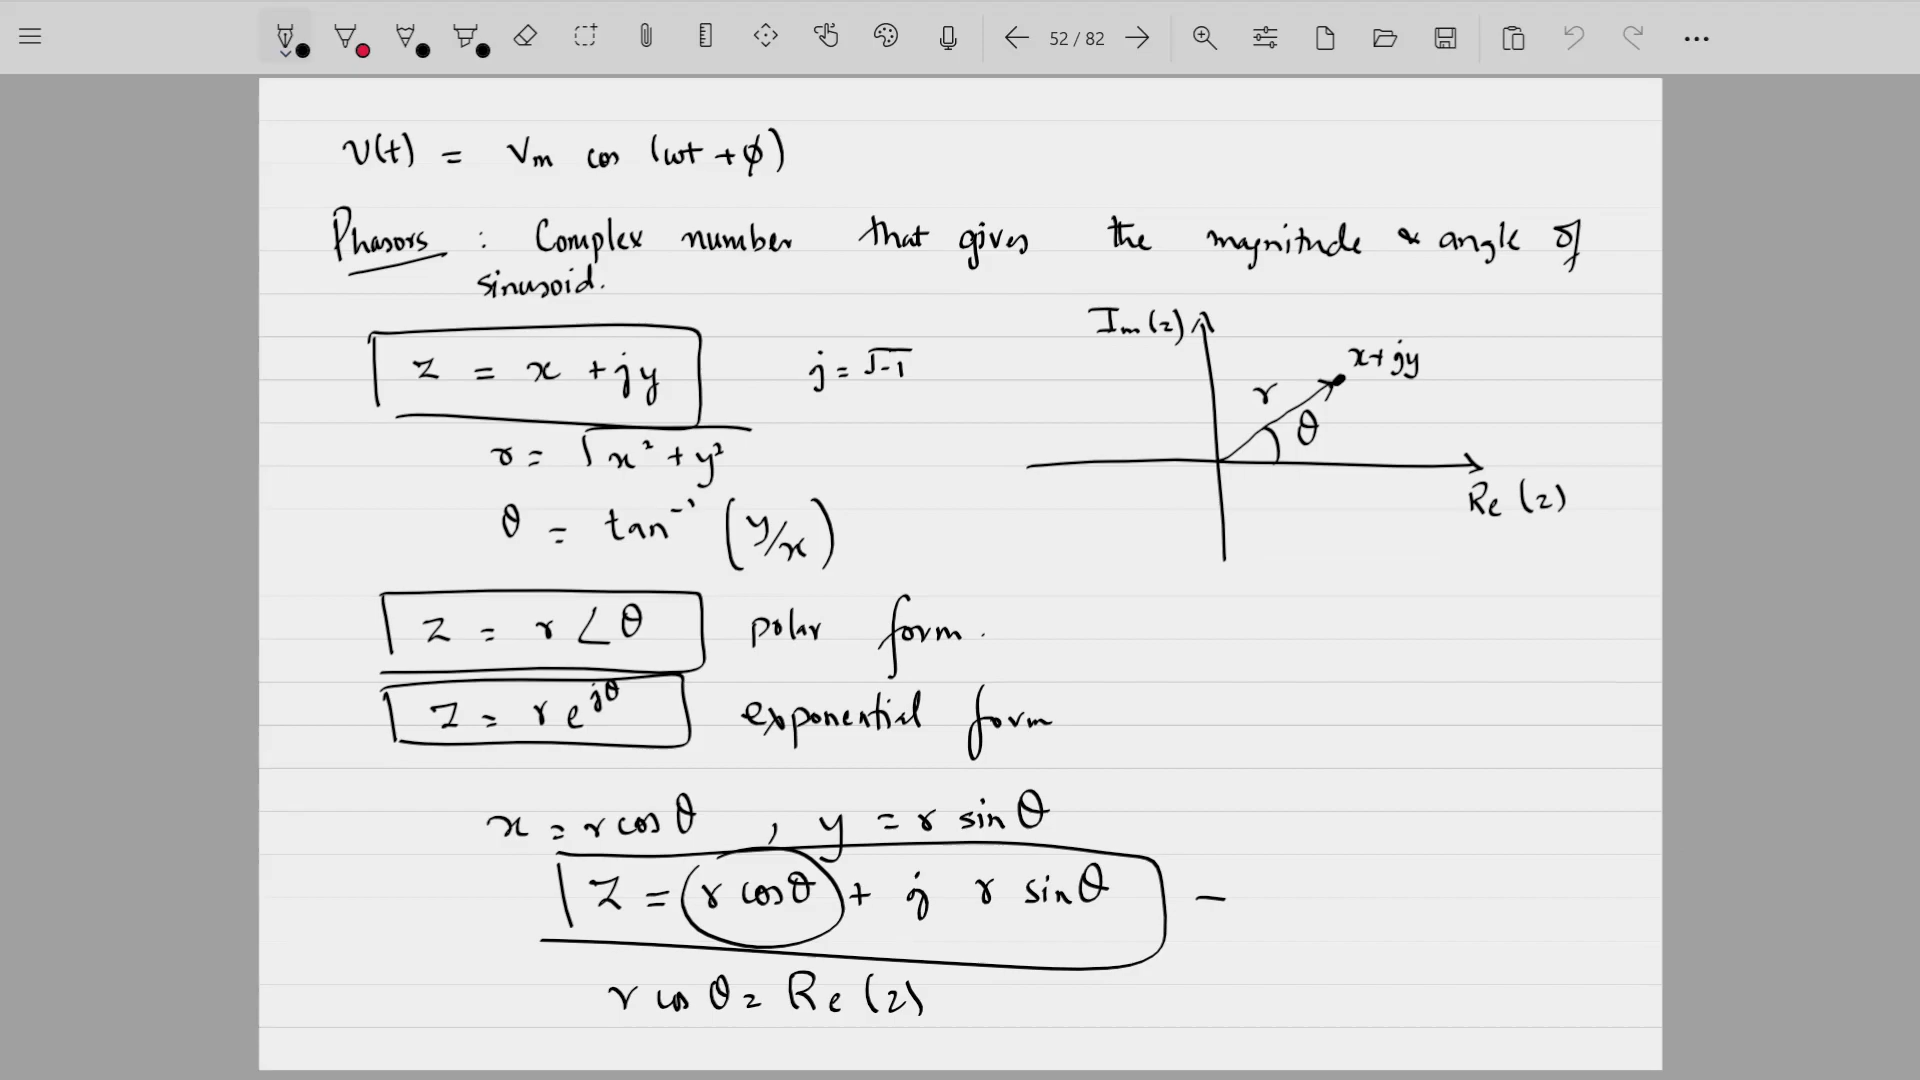 52 / 82
v(t) = Vm cos (ωt + ϕ)
Phasors : Complex number that gives the magnitude & angle of
sinusoid.
z = x + jy
j = √-1
r = √x² + y²
θ = tan⁻¹ (y/x)
Im (z)
x+jy
r
θ
Re (z)
z = r ∠θ polar form.
z = r e^jθ exponential form
x = r cos θ , y = r sin θ
z = r cos θ + j r sin θ –
r cos θ = Re (z)